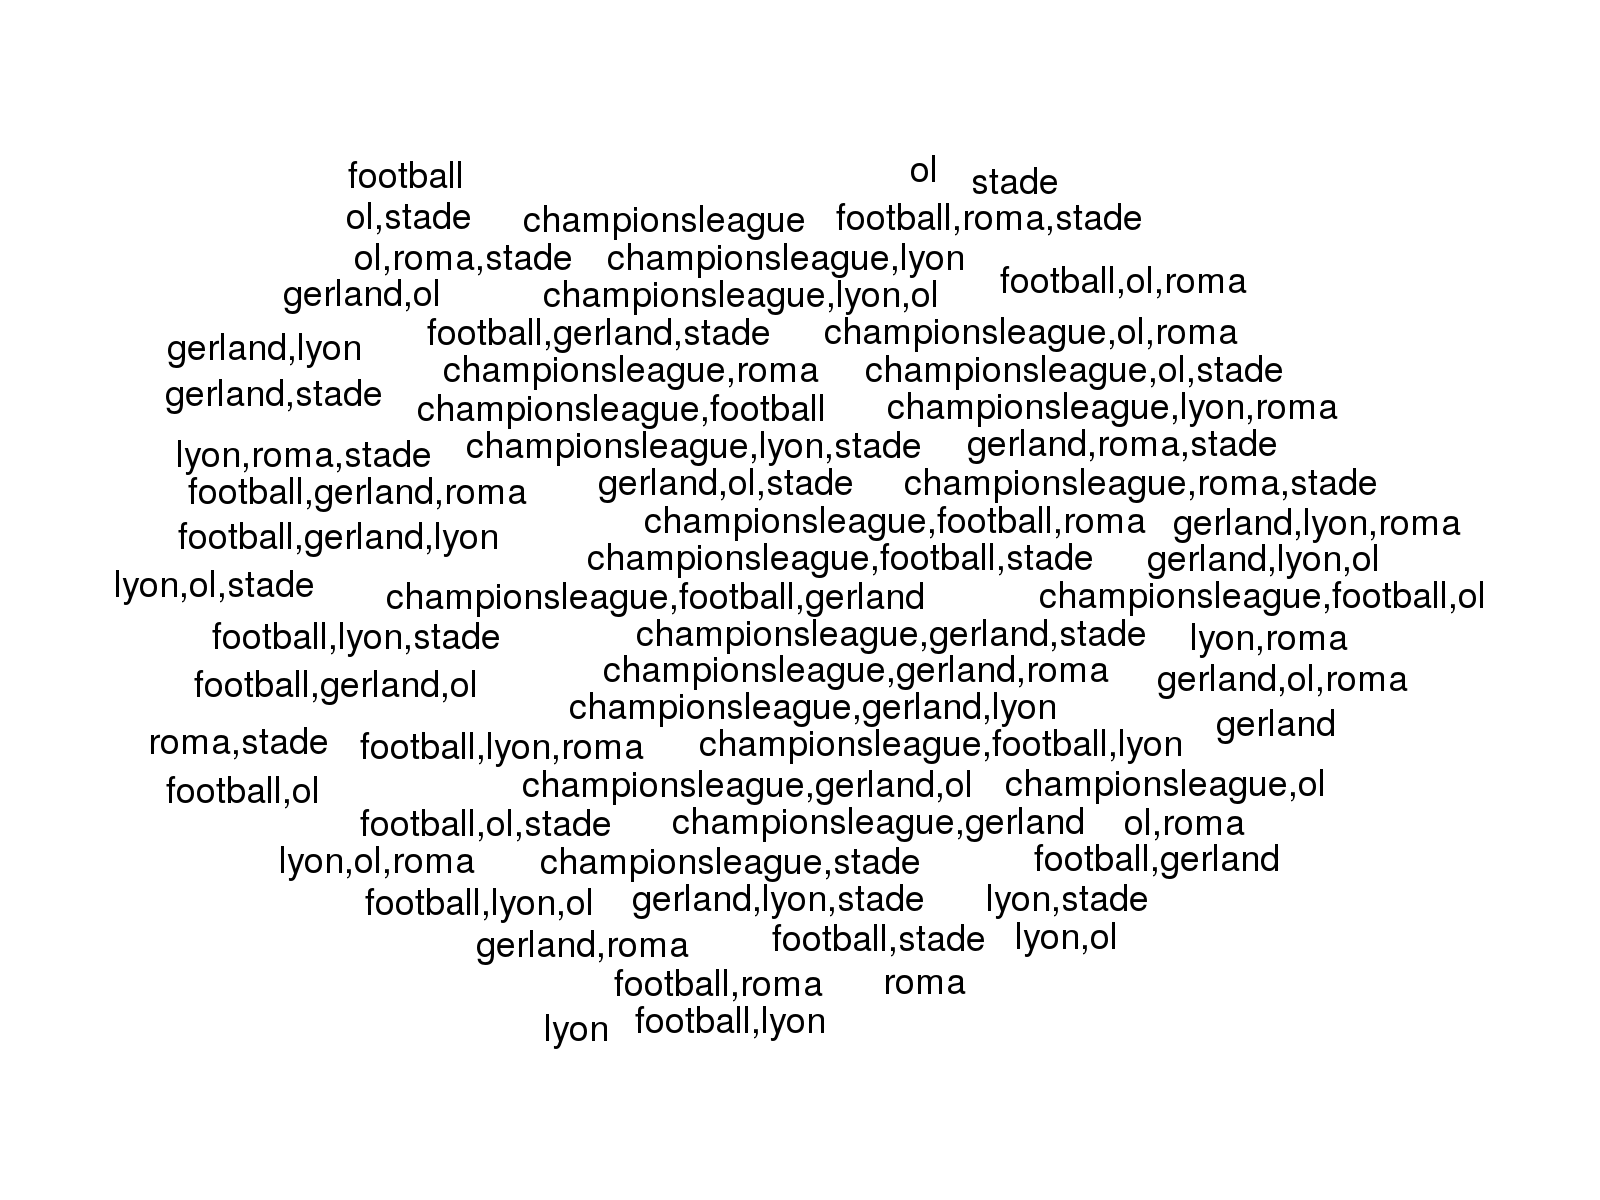 football
ol
stade
ol,stade
championsleague
football,roma,stade
ol,roma,stade
championsleague,lyon
football,ol,roma
gerland,ol
championsleague,lyon,ol
football,gerland,stade
championsleague,ol,roma
gerland,lyon
championsleague,roma
championsleague,ol,stade
gerland,stade
championsleague,football
championsleague,lyon,roma
lyon,roma,stade
championsleague,lyon,stade
gerland,roma,stade
football,gerland,roma
gerland,ol,stade
championsleague,roma,stade
championsleague,football,roma
gerland,lyon,roma
football,gerland,lyon
championsleague,football,stade
gerland,lyon,ol
lyon,ol,stade
championsleague,football,gerland
championsleague,football,ol
football,lyon,stade
championsleague,gerland,stade
lyon,roma
championsleague,gerland,roma
football,gerland,ol
gerland,ol,roma
championsleague,gerland,lyon
gerland
roma,stade
football,lyon,roma
championsleague,football,lyon
football,ol
championsleague,gerland,ol
championsleague,ol
football,ol,stade
championsleague,gerland
ol,roma
lyon,ol,roma
championsleague,stade
football,gerland
football,lyon,ol
gerland,lyon,stade
lyon,stade
gerland,roma
football,stade
lyon,ol
football,roma
roma
lyon
football,lyon